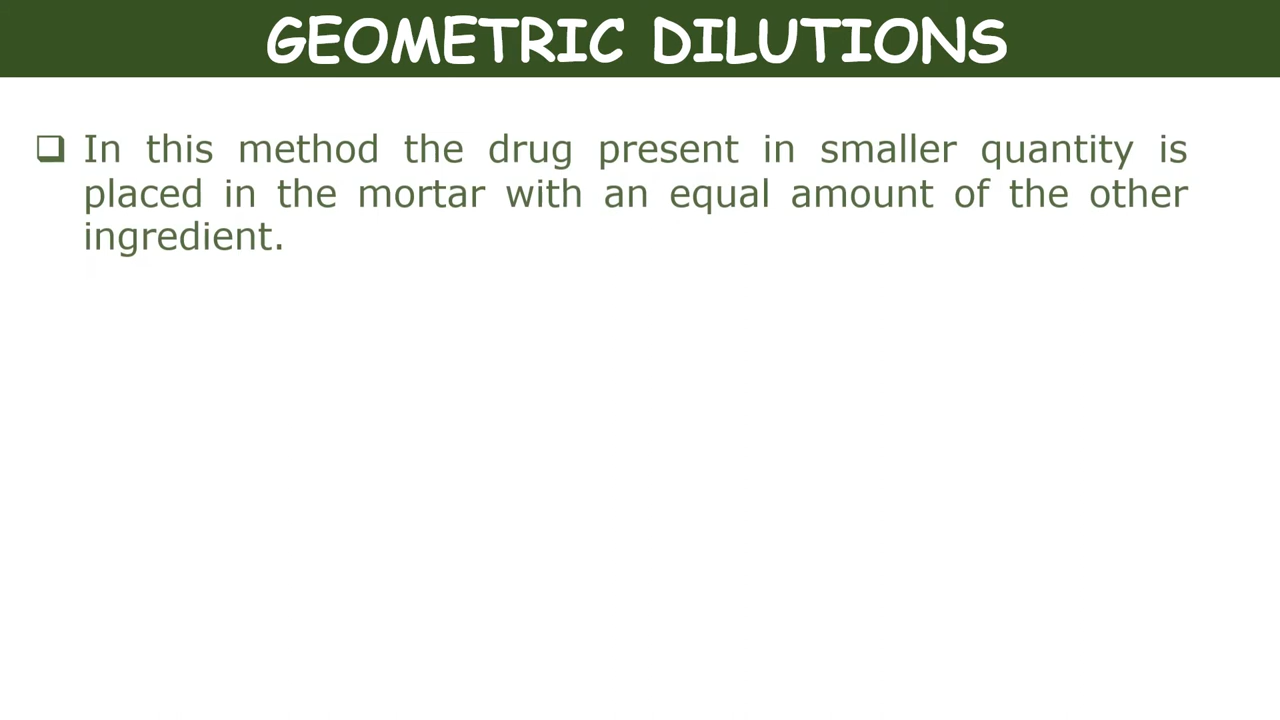 GEOMETRIC DILUTIONS
In this method the drug present in smaller quantity is
placed in the mortar with an equal amount of the other
ingredient.